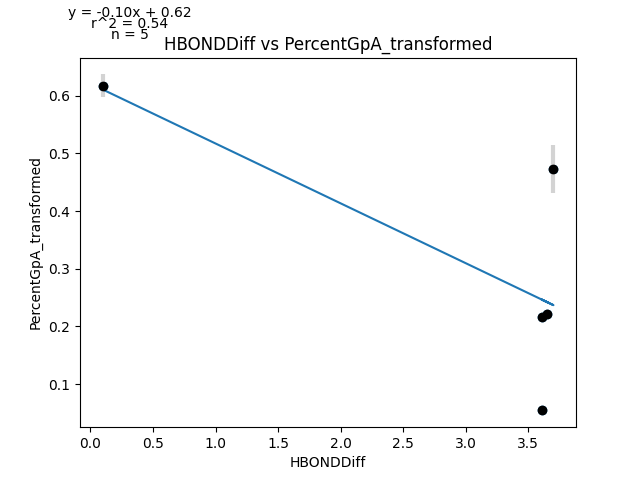 y = -0.10x + 0.62
r^2 = 0.54
n = 5
HBONDDiff vs PercentGpA_transformed
PercentGpA_transformed
0.6
0.5
0.4
0.3
0.2
0.1
0.0 0.5 1.0 1.5 2.0 2.5 3.0 3.5
HBONDDiff